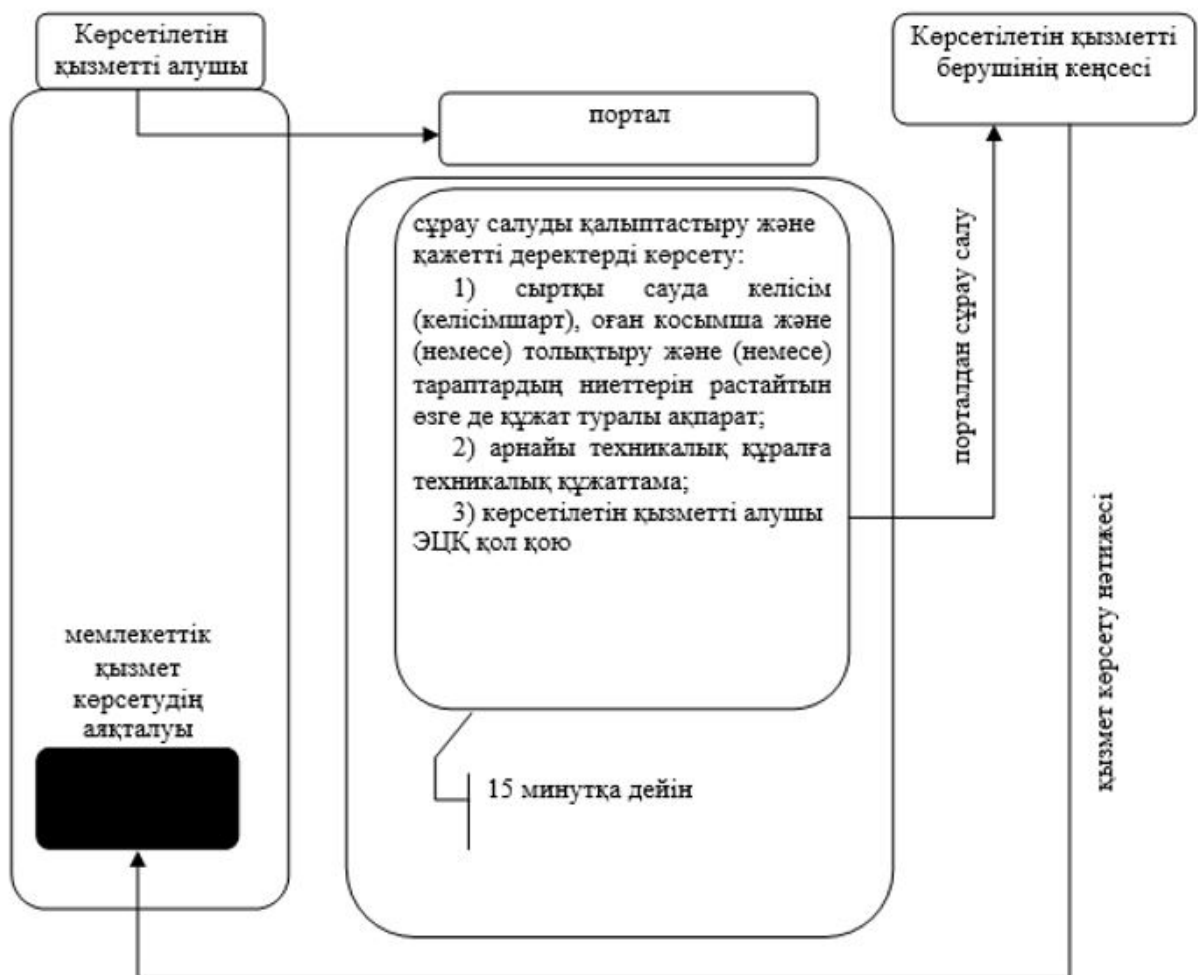 Көрсетілетін
қызметті алушы
Көрсетілетін қызметті
берушінің кеңсесі
портал
сұрау салуды қалыптастыру және
қажетті деректерді көрсету:
1) сыртқы сауда келісім
(келісімшарт), оған косымша және
(немесе) толықтыру және (немесе)
тараптардың ниеттерін растайтын
өзге де құжат туралы ақпарат;
2) арнайы техникалық құралға
техникалық құжаттама;
3) көрсетілетін қызметті алушы
ЭЦҚ қол қою
порталдан сұрау салу
қызмет көрсету нәтижесі
мемлекеттік
қызмет
көрсетудің
аяқталуы
15 минутқа дейін